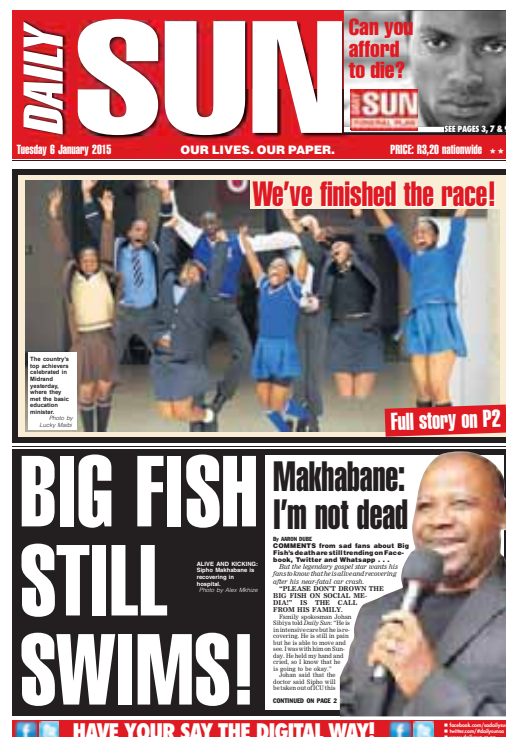 DAILY
SUN
Can you
afford
to die?
DAILY
SUN
FUNERAL PLAN
SEE PAGES 3, 7 &
Tuesday 6 January 2015
OUR LIVES. OUR PAPER.
PRICE: R3,20 nationwide ★★
We've finished the race!
The country's
top achievers
celebrated in
Midrand
yesterday,
where they
met the basic
education
minister.
Photo by
Lucky Maibi
Full story on P2
BIG FISH
STILL
SWIMS!
ALIVE AND KICKING:
Sipho Makhabane is
recovering in
hospital.
Photo by Alex Mkhize
Makhabane:
I'm not dead
By AARON DUBE
COMMENTS from sad fans about Big
Fish's death are still trending on Face-
book, Twitter and Whatsapp . . .
But the legendary gospel star wants his
fans to know that he is alive and recovering
after his near-fatal car crash.
"PLEASE DON'T DROWN THE
BIG FISH ON SOCIAL ME-
DIA!" IS THE CALL
FROM HIS FAMILY.
Family spokesman Johan
Sibiya told Daily Sun: "He is
in intensive care but he is re-
covering. He is still in pain
but he is able to move and
see. I was with him on Sun-
day. He held my hand and
cried, so I know that he
is going to be okay."
Johan said that the
doctor said Sipho will
be taken out of ICU this
CONTINUED ON PAGE 2
HAVE YOUR SAY THE DIGITAL WAY!